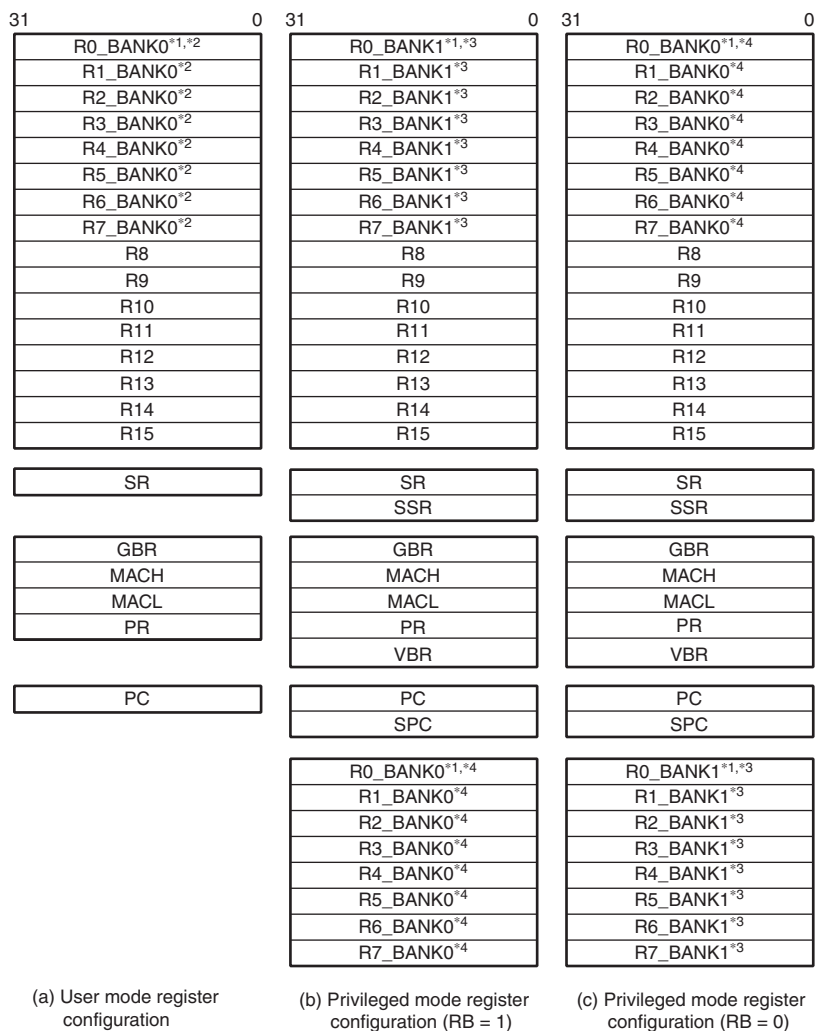 31 0
R0_BANK0*1,*2
R1_BANK0*2
R2_BANK0*2
R3_BANK0*2
R4_BANK0*2
R5_BANK0*2
R6_BANK0*2
R7_BANK0*2
R8
R9
R10
R11
R12
R13
R14
R15
SR
GBR
MACH
MACL
PR
PC
(a) User mode register
configuration
31 0
R0_BANK1*1,*3
R1_BANK1*3
R2_BANK1*3
R3_BANK1*3
R4_BANK1*3
R5_BANK1*3
R6_BANK1*3
R7_BANK1*3
R8
R9
R10
R11
R12
R13
R14
R15
SR
SSR
GBR
MACH
MACL
PR
VBR
PC
SPC
R0_BANK0*1,*4
R1_BANK0*4
R2_BANK0*4
R3_BANK0*4
R4_BANK0*4
R5_BANK0*4
R6_BANK0*4
R7_BANK0*4
(b) Privileged mode register
configuration (RB = 1)
31 0
R0_BANK0*1,*4
R1_BANK0*4
R2_BANK0*4
R3_BANK0*4
R4_BANK0*4
R5_BANK0*4
R6_BANK0*4
R7_BANK0*4
R8
R9
R10
R11
R12
R13
R14
R15
SR
SSR
GBR
MACH
MACL
PR
VBR
PC
SPC
R0_BANK1*1,*3
R1_BANK1*3
R2_BANK1*3
R3_BANK1*3
R4_BANK1*3
R5_BANK1*3
R6_BANK1*3
R7_BANK1*3
(c) Privileged mode register
configuration (RB = 0)